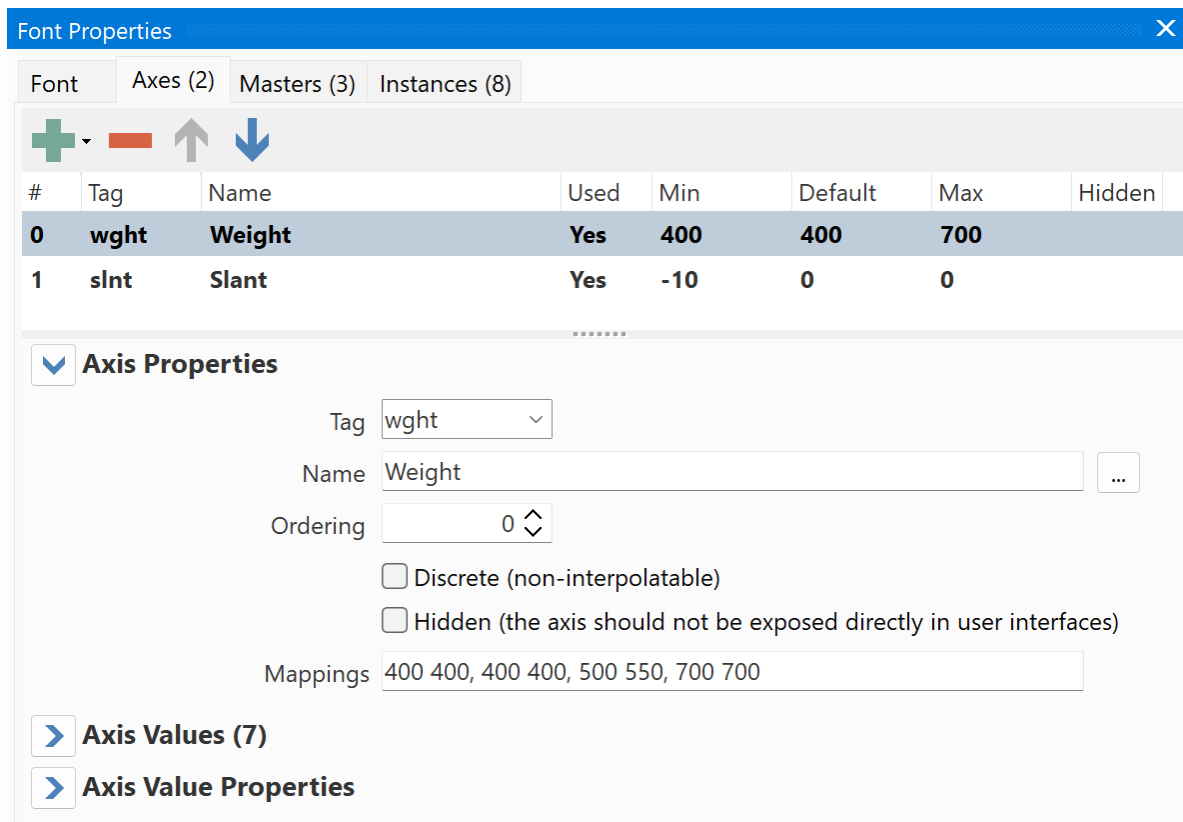 Font Properties
Font Axes (2) Masters (3) Instances (8)
# Tag Name Used Min Default Max Hidden
0 wght Weight Yes 400 400 700
1 slnt Slant Yes -10 0 0
Axis Properties
Tag wght
Name Weight ...
Ordering 0
Discrete (non-interpolatable)
Hidden (the axis should not be exposed directly in user interfaces)
Mappings 400 400, 400 400, 500 550, 700 700
Axis Values (7)
Axis Value Properties